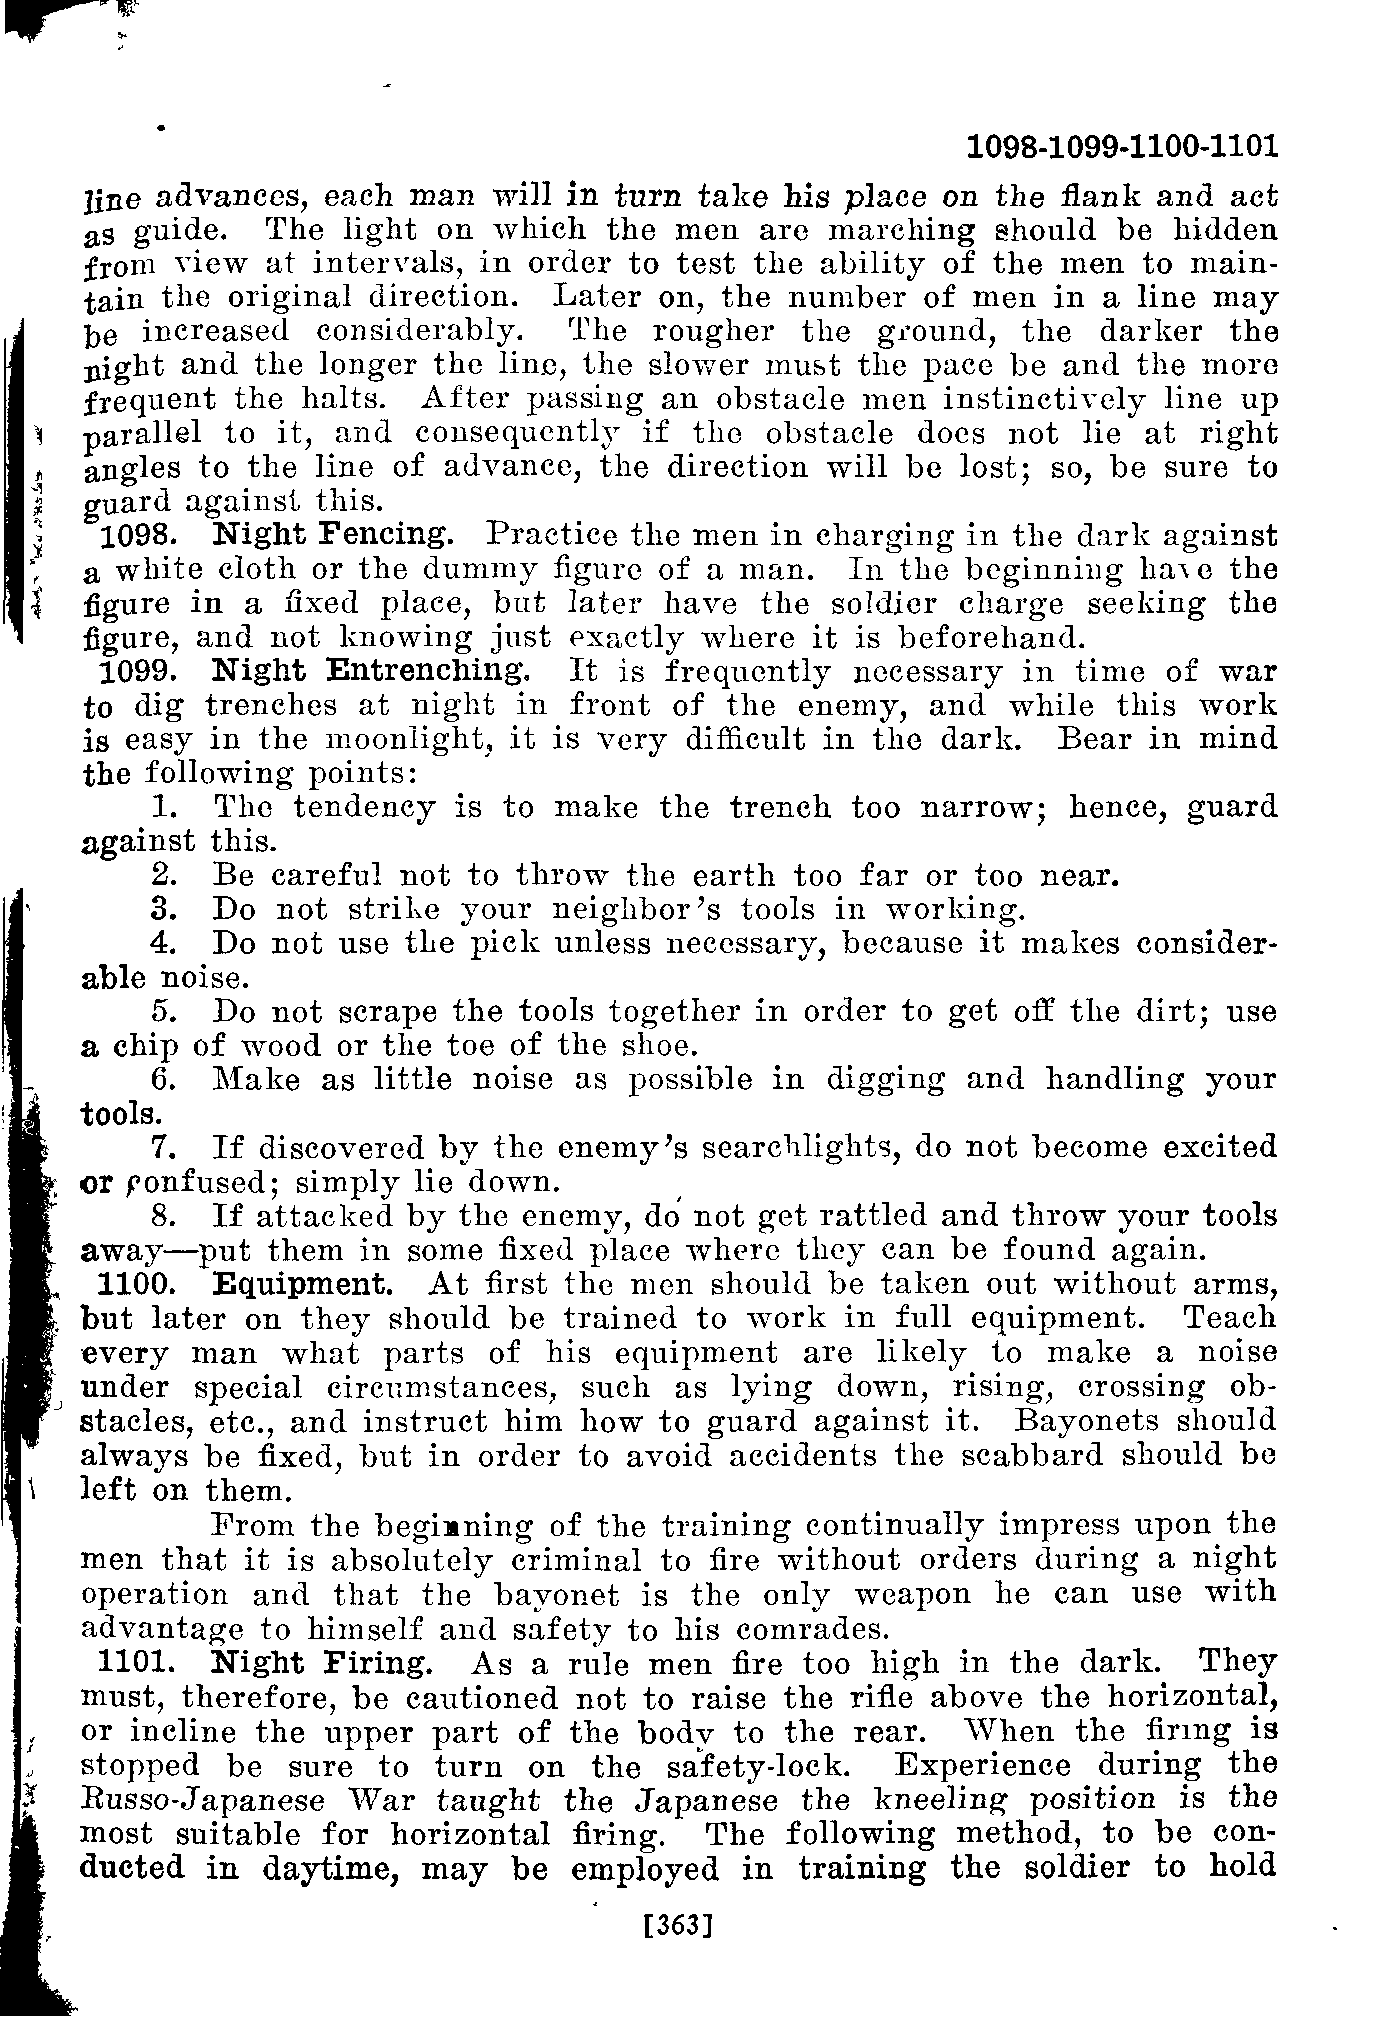 1098-1099-1100-1101
line advances, each man will in turn take his place on the flank and act
as guide. The light on which the men are marching should be hidden
from view at intervals, in order to test the ability of the men to main-
tain the original direction. Later on, the number of men in a line may
be increased considerably. The rougher the ground, the darker the
night and the longer the line, the slower must the pace be and the more
frequent the halts. After passing an obstacle men instinctively line up
parallel to it, and consequently if the obstacle does not lie at right
angles to the line of advance, the direction will be lost; so, be sure to
guard against this.
1098. Night Fencing. Practice the men in charging in the dark against
a white cloth or the dummy figure of a man. In the beginning have the
figure in a fixed place, but later have the soldier charge seeking the
figure, and not knowing just exactly where it is beforehand.
1099. Night Entrenching. It is frequently necessary in time of war
to dig trenches at night in front of the enemy, and while this work
is easy in the moonlight, it is very difficult in the dark. Bear in mind
the following points:
1. The tendency is to make the trench too narrow; hence, guard
against this.
2. Be careful not to throw the earth too far or too near.
3. Do not strike your neighbor's tools in working.
4. Do not use the pick unless necessary, because it makes consider-
able noise.
5. Do not scrape the tools together in order to get off the dirt; use
a chip of wood or the toe of the shoe.
6. Make as little noise as possible in digging and handling your
tools.
7. If discovered by the enemy's searchlights, do not become excited
or confused; simply lie down.
8. If attacked by the enemy, do not get rattled and throw your tools
away—put them in some fixed place where they can be found again.
1100. Equipment. At first the men should be taken out without arms,
but later on they should be trained to work in full equipment. Teach
every man what parts of his equipment are likely to make a noise
under special circumstances, such as lying down, rising, crossing ob-
stacles, etc., and instruct him how to guard against it. Bayonets should
always be fixed, but in order to avoid accidents the scabbard should be
left on them.
From the beginning of the training continually impress upon the
men that it is absolutely criminal to fire without orders during a night
operation and that the bayonet is the only weapon he can use with
advantage to himself and safety to his comrades.
1101. Night Firing. As a rule men fire too high in the dark. They
must, therefore, be cautioned not to raise the rifle above the horizontal,
or incline the upper part of the body to the rear. When the firing is
stopped be sure to turn on the safety-lock. Experience during the
Russo-Japanese War taught the Japanese the kneeling position is the
most suitable for horizontal firing. The following method, to be con-
ducted in daytime, may be employed in training the soldier to hold
[363]